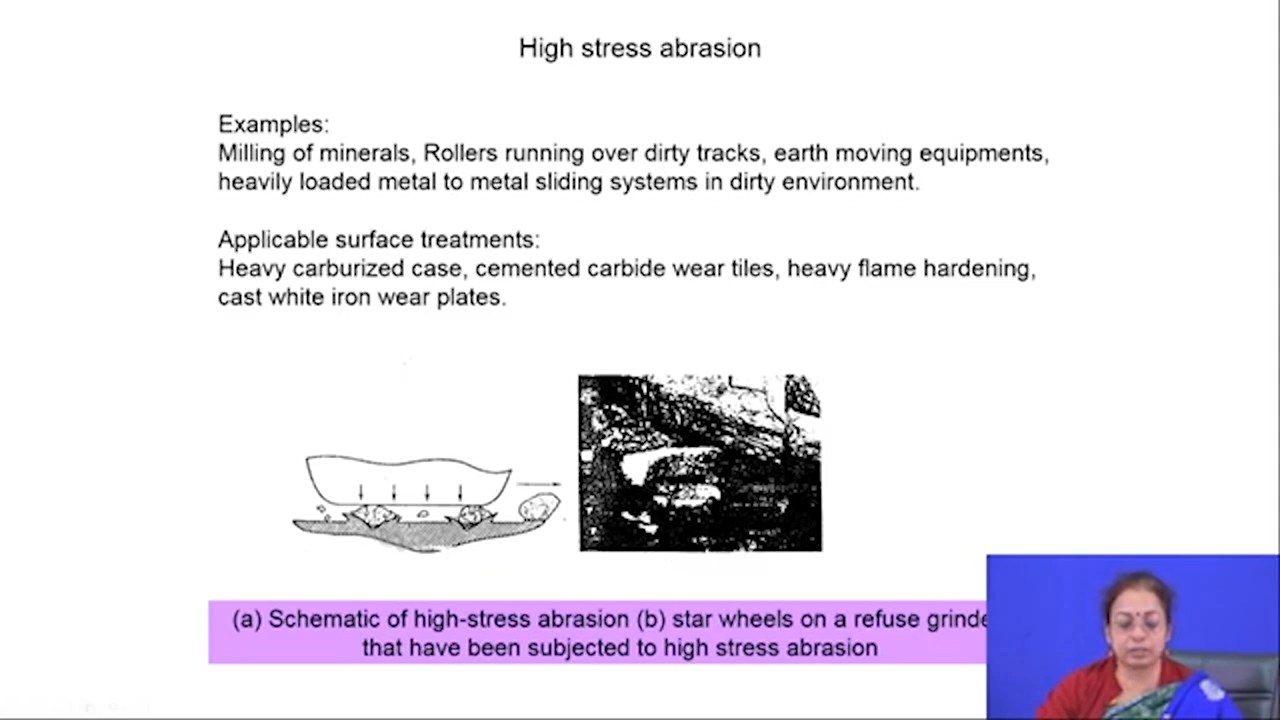 High stress abrasion
Examples:
Milling of minerals, Rollers running over dirty tracks, earth moving equipments,
heavily loaded metal to metal sliding systems in dirty environment.
Applicable surface treatments:
Heavy carburized case, cemented carbide wear tiles, heavy flame hardening,
cast white iron wear plates.
(a) Schematic of high-stress abrasion (b) star wheels on a refuse grinde
that have been subjected to high stress abrasion